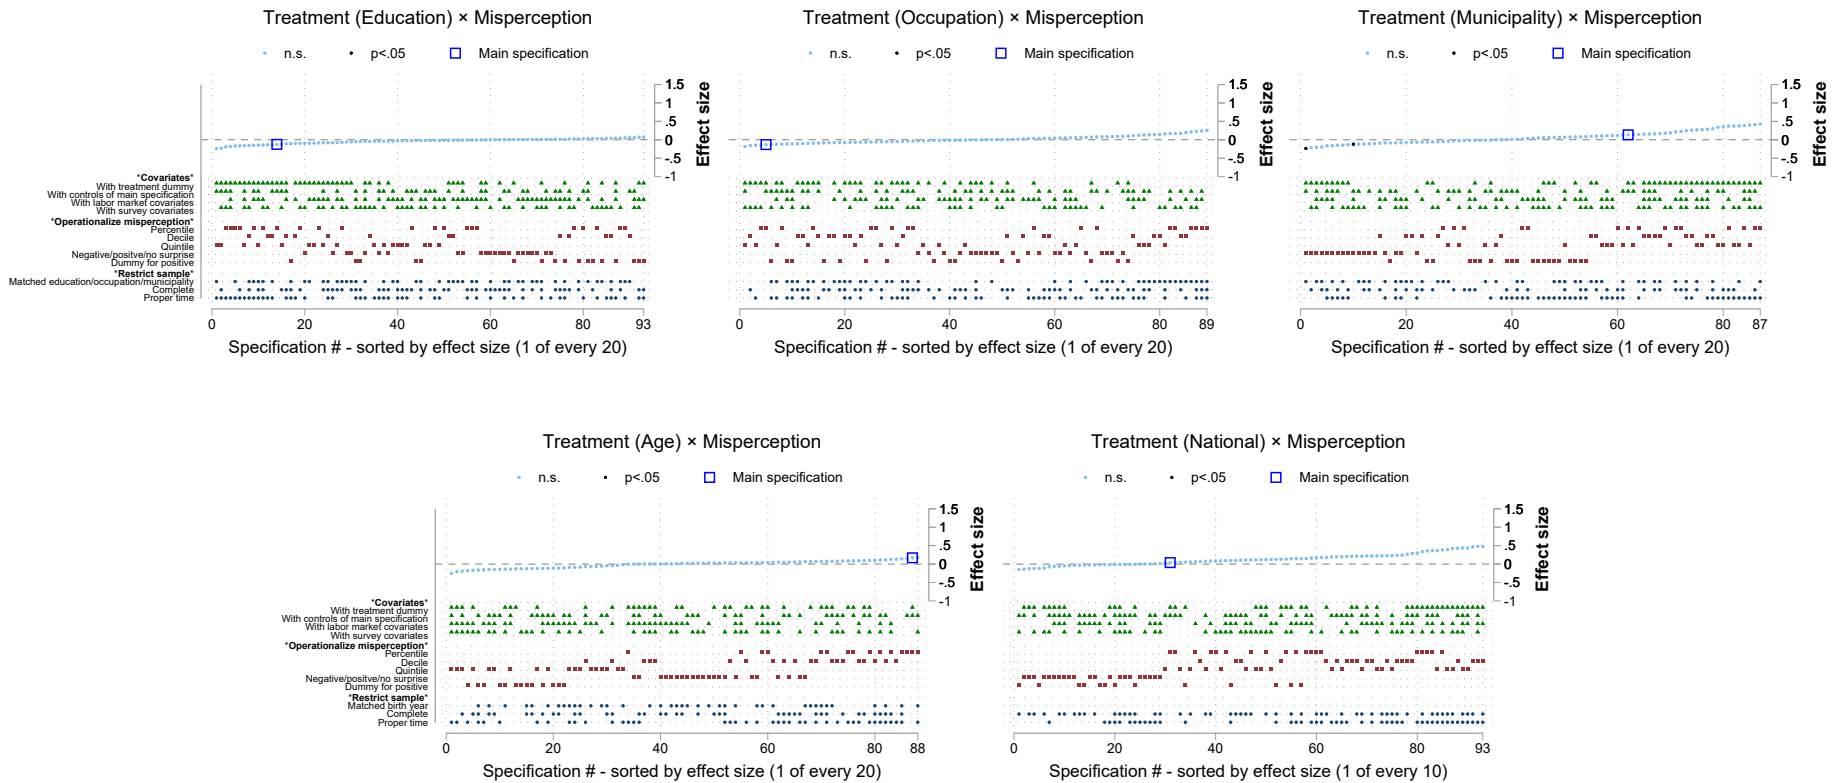 Treatment (Education) × Misperception
n.s. p<.05 Main specification
1.5
1
.5
0
-.5
-1
Effect size
*Covariates*
With treatment dummy
With controls of main specification
With labor market covariates
With survey covariates
*Operationalize misperception*
Percentile
Decile
Quintile
Negative/positve/no surprise
Dummy for positive
*Restrict sample*
Matched education/occupation/municipality
Complete
Proper time
0 20 40 60 80 93
Specification # - sorted by effect size (1 of every 20)
Treatment (Occupation) × Misperception
n.s. p<.05 Main specification
1.5
1
.5
0
-.5
-1
Effect size
0 20 40 60 80 89
Specification # - sorted by effect size (1 of every 20)
Treatment (Municipality) × Misperception
n.s. p<.05 Main specification
1.5
1
.5
0
-.5
-1
Effect size
0 20 40 60 80 87
Specification # - sorted by effect size (1 of every 20)
Treatment (Age) × Misperception
n.s. p<.05 Main specification
1.5
1
.5
0
-.5
-1
Effect size
*Covariates*
With treatment dummy
With controls of main specification
With labor market covariates
With survey covariates
*Operationalize misperception*
Percentile
Decile
Quintile
Negative/positve/no surprise
Dummy for positive
*Restrict sample*
Matched birth year
Complete
Proper time
0 20 40 60 80 88
Specification # - sorted by effect size (1 of every 20)
Treatment (National) × Misperception
n.s. p<.05 Main specification
1.5
1
.5
0
-.5
-1
Effect size
0 20 40 60 80 93
Specification # - sorted by effect size (1 of every 10)